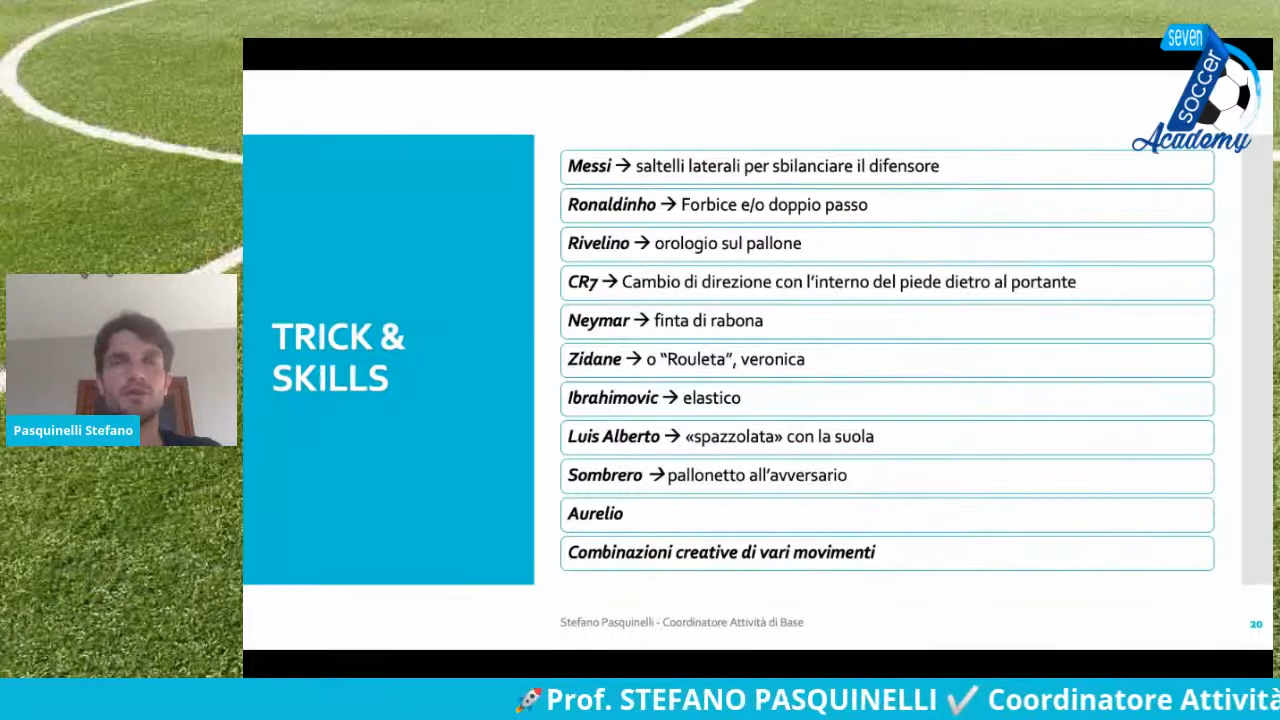 seven
SOCCER
Academy
Messi → saltelli laterali per sbilanciare il difensore
Ronaldinho → Forbice e/o doppio passo
Rivelino → orologio sul pallone
CR7 → Cambio di direzione con l'interno del piede dietro al portante
Neymar → finta di rabona
Zidane → o “Rouleta”, veronica
Ibrahimovic → elastico
Luis Alberto → «spazzolata» con la suola
Sombrero → pallonetto all'avversario
Aurelio
Combinazioni creative di vari movimenti
TRICK &
SKILLS
Pasquinelli Stefano
Stefano Pasquinelli - Coordinatore Attività di Base
20
🚀 Prof. STEFANO PASQUINELLI ✔ Coordinatore Attività